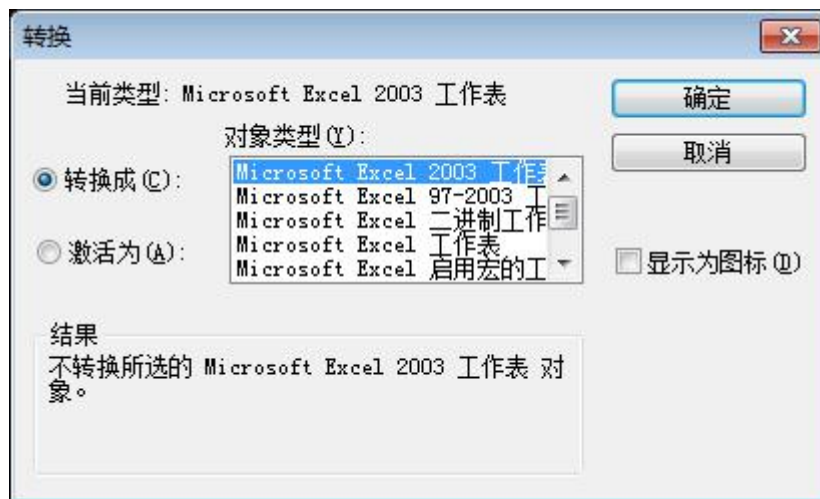 转换
当前类型: Microsoft Excel 2003 工作表
确定
对象类型(Y):
取消
转换成(C):
Microsoft Excel 2003 工作表
Microsoft Excel 97-2003 工
Microsoft Excel 二进制工作
Microsoft Excel 工作表
Microsoft Excel 启用宏的工
激活为(A):
显示为图标(D)
结果
不转换所选的 Microsoft Excel 2003 工作表 对
象。